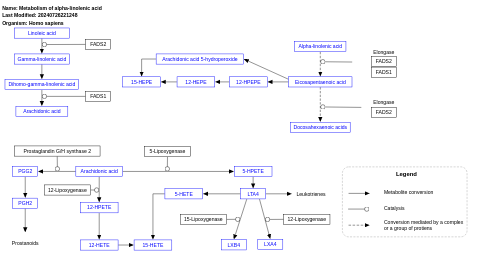 Name: Metabolism of alpha-linolenic acid
Last Modified: 20240726221248
Organism: Homo sapiens
Linoleic acid
FADS2
Gamma-linolenic acid
Dihomo-gamma-linolenic acid
FADS1
Arachidonic acid
Arachidonic acid 5-hydroperoxide
15-HEPE
12-HEPE
12-HPEPE
Alpha-linolenic acid
Elongase
FADS2
FADS1
Eicosapentaenoic acid
Elongase
FADS2
Docosahexaenoic acids
Prostaglandin G/H synthase 2
5-Lipoxygenase
PGG2
Arachidonic acid
5-HPETE
12-Lipoxygenase
5-HETE
LTA4
Leukotrienes
PGH2
12-HPETE
15-Lipoxygenase
12-Lipoxygenase
Prostanoids
12-HETE
15-HETE
LXB4
LXA4
Legend
Metabolite conversion
Catalysis
Conversion mediated by a complex
or a group of proteins